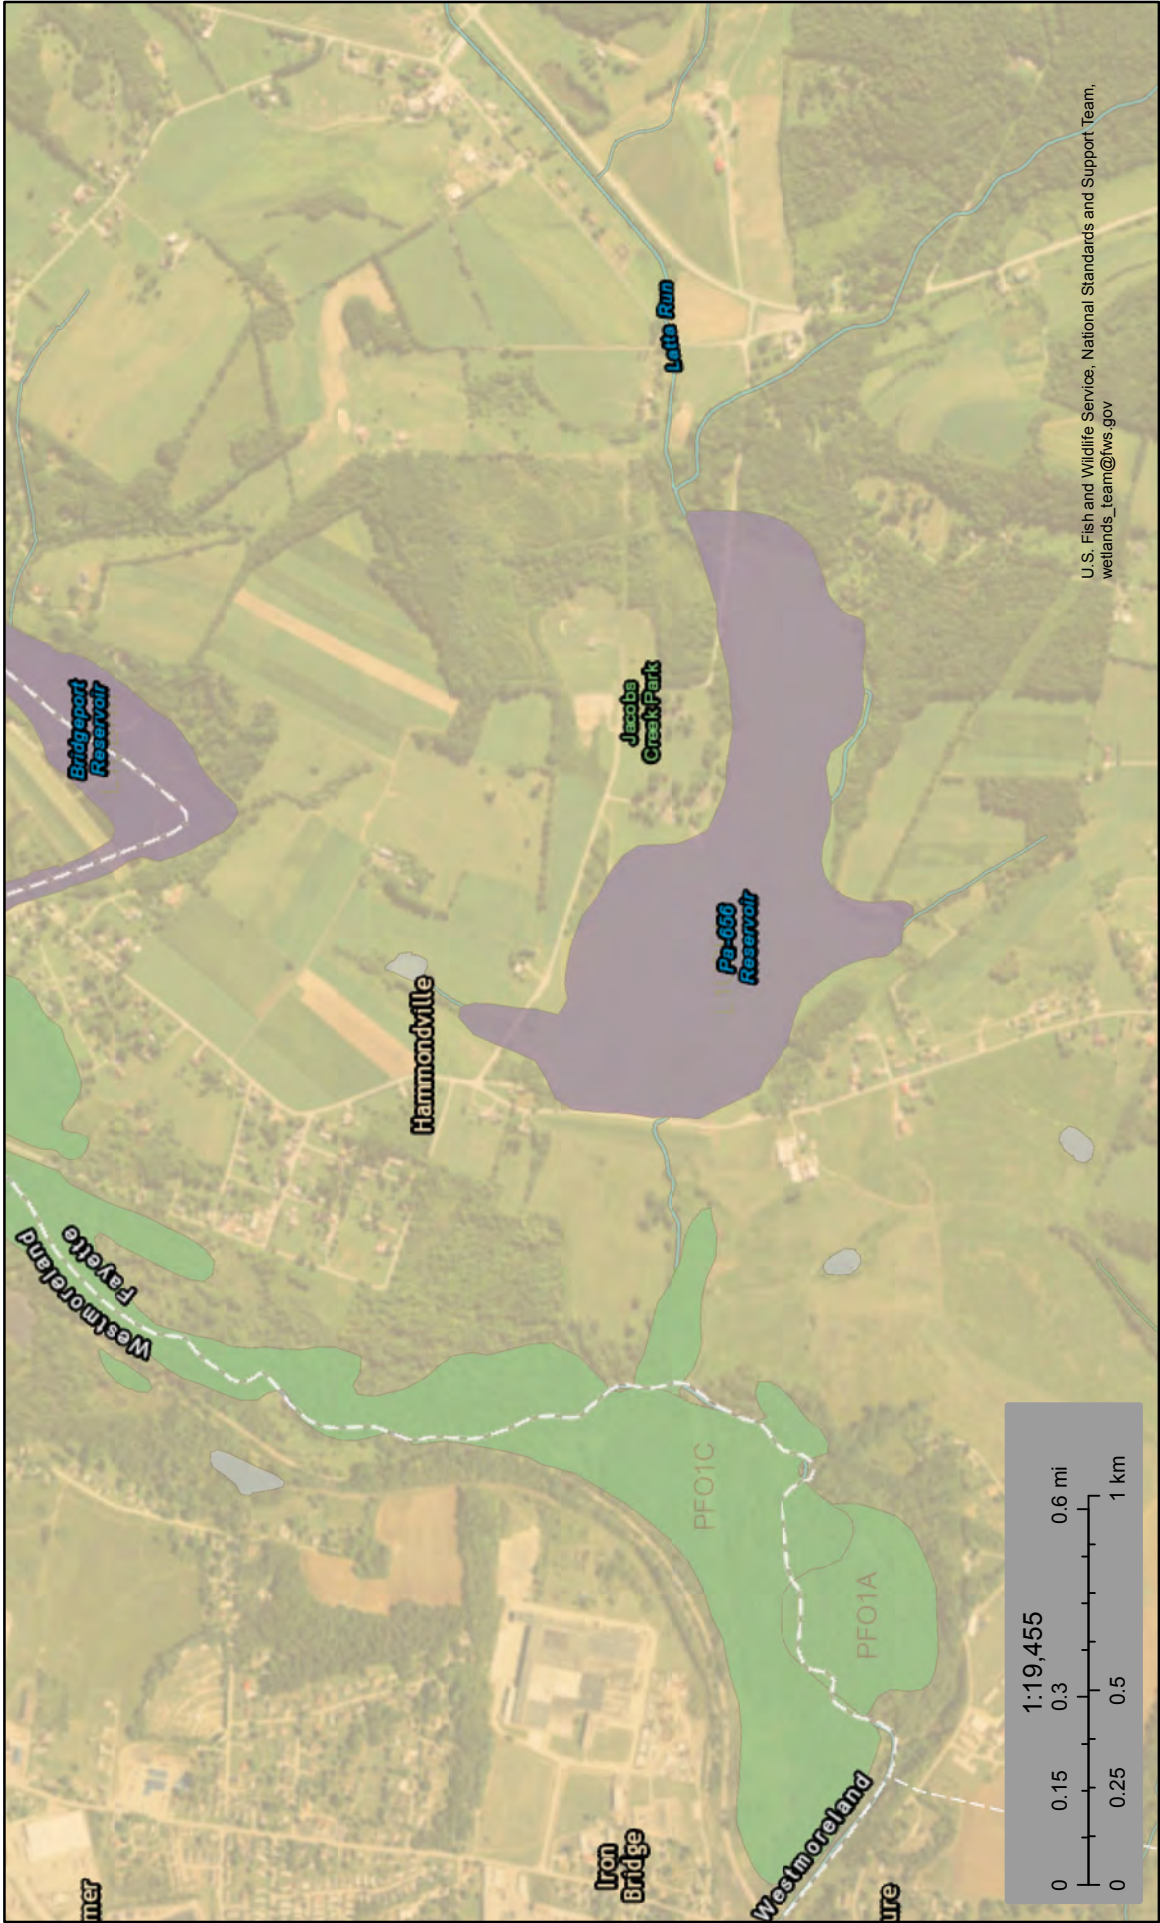 Bridgeport
Reservoir
Latta Run
Jacobs
Creek Park
Hammondville
Pa-656
Reservoir
Westmoreland
Fayette
PFO1C
PFO1A
Iron
Bridge
Westmoreland
mer
ure
1:19,455
0 0.15 0.3 0.6 mi
0 0.25 0.5 1 km
U.S. Fish and Wildlife Service, National Standards and Support Team,
wetlands_team@fws.gov